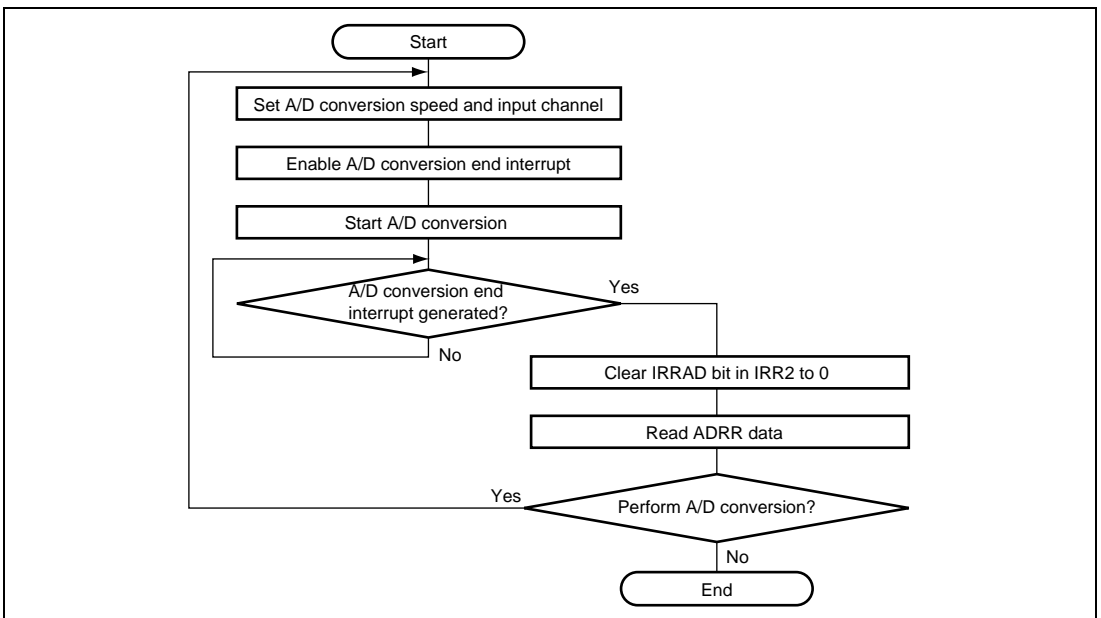 Start
Set A/D conversion speed and input channel
Enable A/D conversion end interrupt
Start A/D conversion
A/D conversion end
interrupt generated?
Yes
No
Clear IRRAD bit in IRR2 to 0
Read ADRR data
Yes
Perform A/D conversion?
No
End